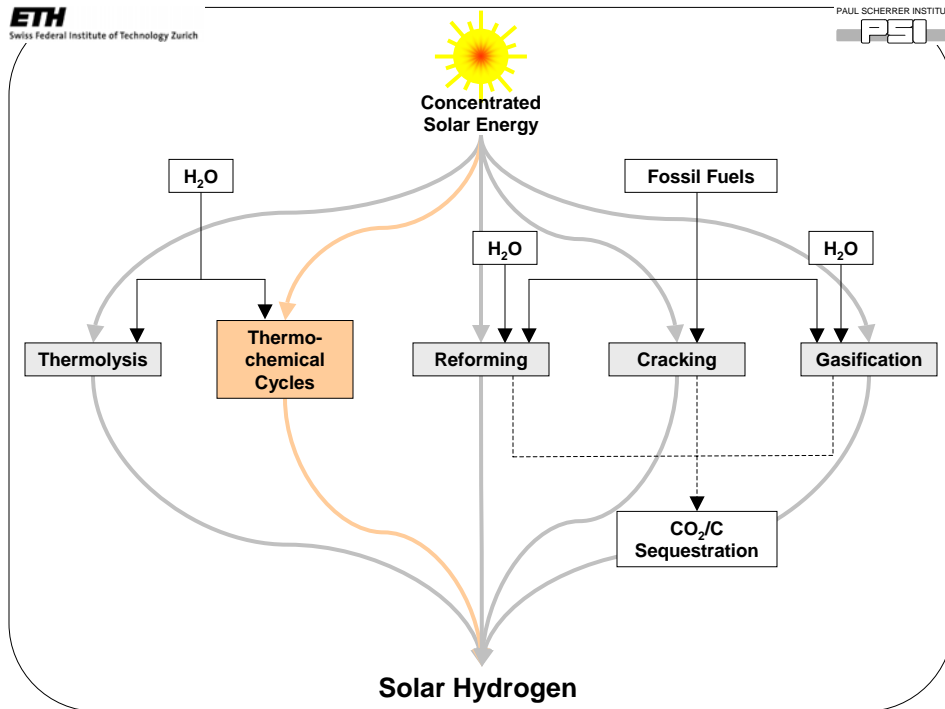 ETH
Swiss Federal Institute of Technology Zurich
PAUL SCHERRER INSTITU
PSI
Concentrated
Solar Energy
H₂O
Fossil Fuels
H₂O
H₂O
Thermolysis
Thermo-
chemical
Cycles
Reforming
Cracking
Gasification
CO₂/C
Sequestration
Solar Hydrogen